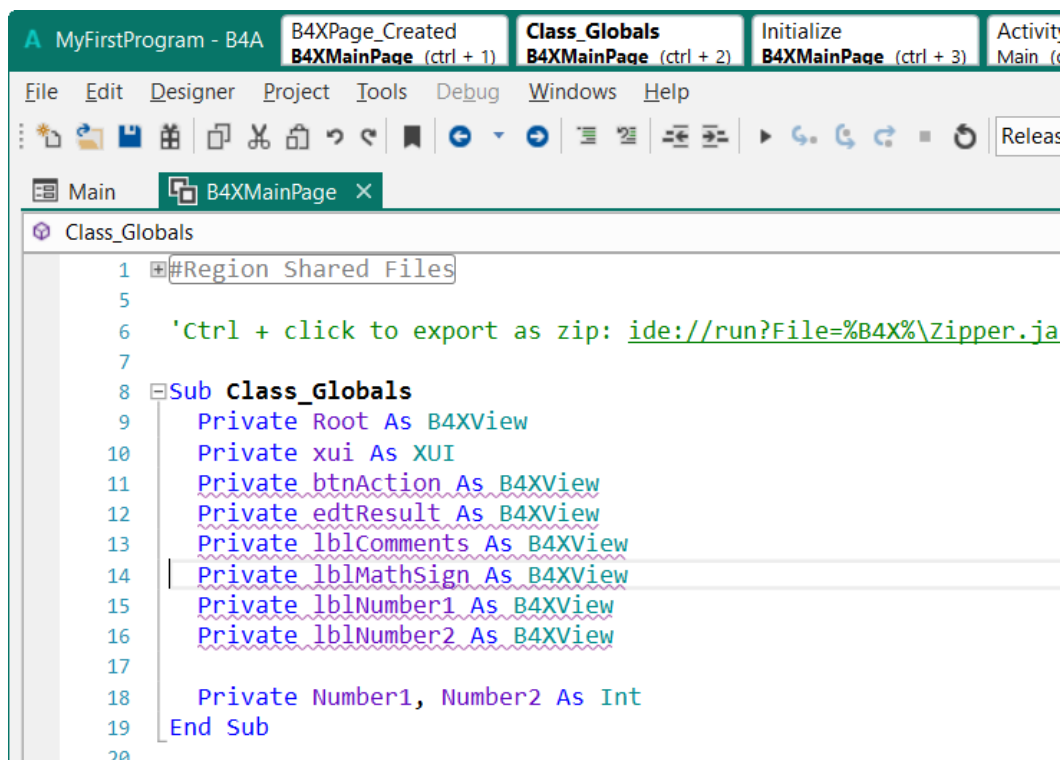 MyFirstProgram - B4A
B4XPage_Created
B4XMainPage (ctrl + 1)
Class_Globals
B4XMainPage (ctrl + 2)
Initialize
B4XMainPage (ctrl + 3)
Main
File Edit Designer Project Tools Debug Windows Help
Main B4XMainPage
Class_Globals
1 #Region Shared Files
5
6 'Ctrl + click to export as zip: ide://run?File=%B4X%\Zipper.ja
7
8 Sub Class_Globals
9 Private Root As B4XView
10 Private xui As XUI
11 Private btnAction As B4XView
12 Private edtResult As B4XView
13 Private lblComments As B4XView
14 Private lblMathSign As B4XView
15 Private lblNumber1 As B4XView
16 Private lblNumber2 As B4XView
17
18 Private Number1, Number2 As Int
19 End Sub
20